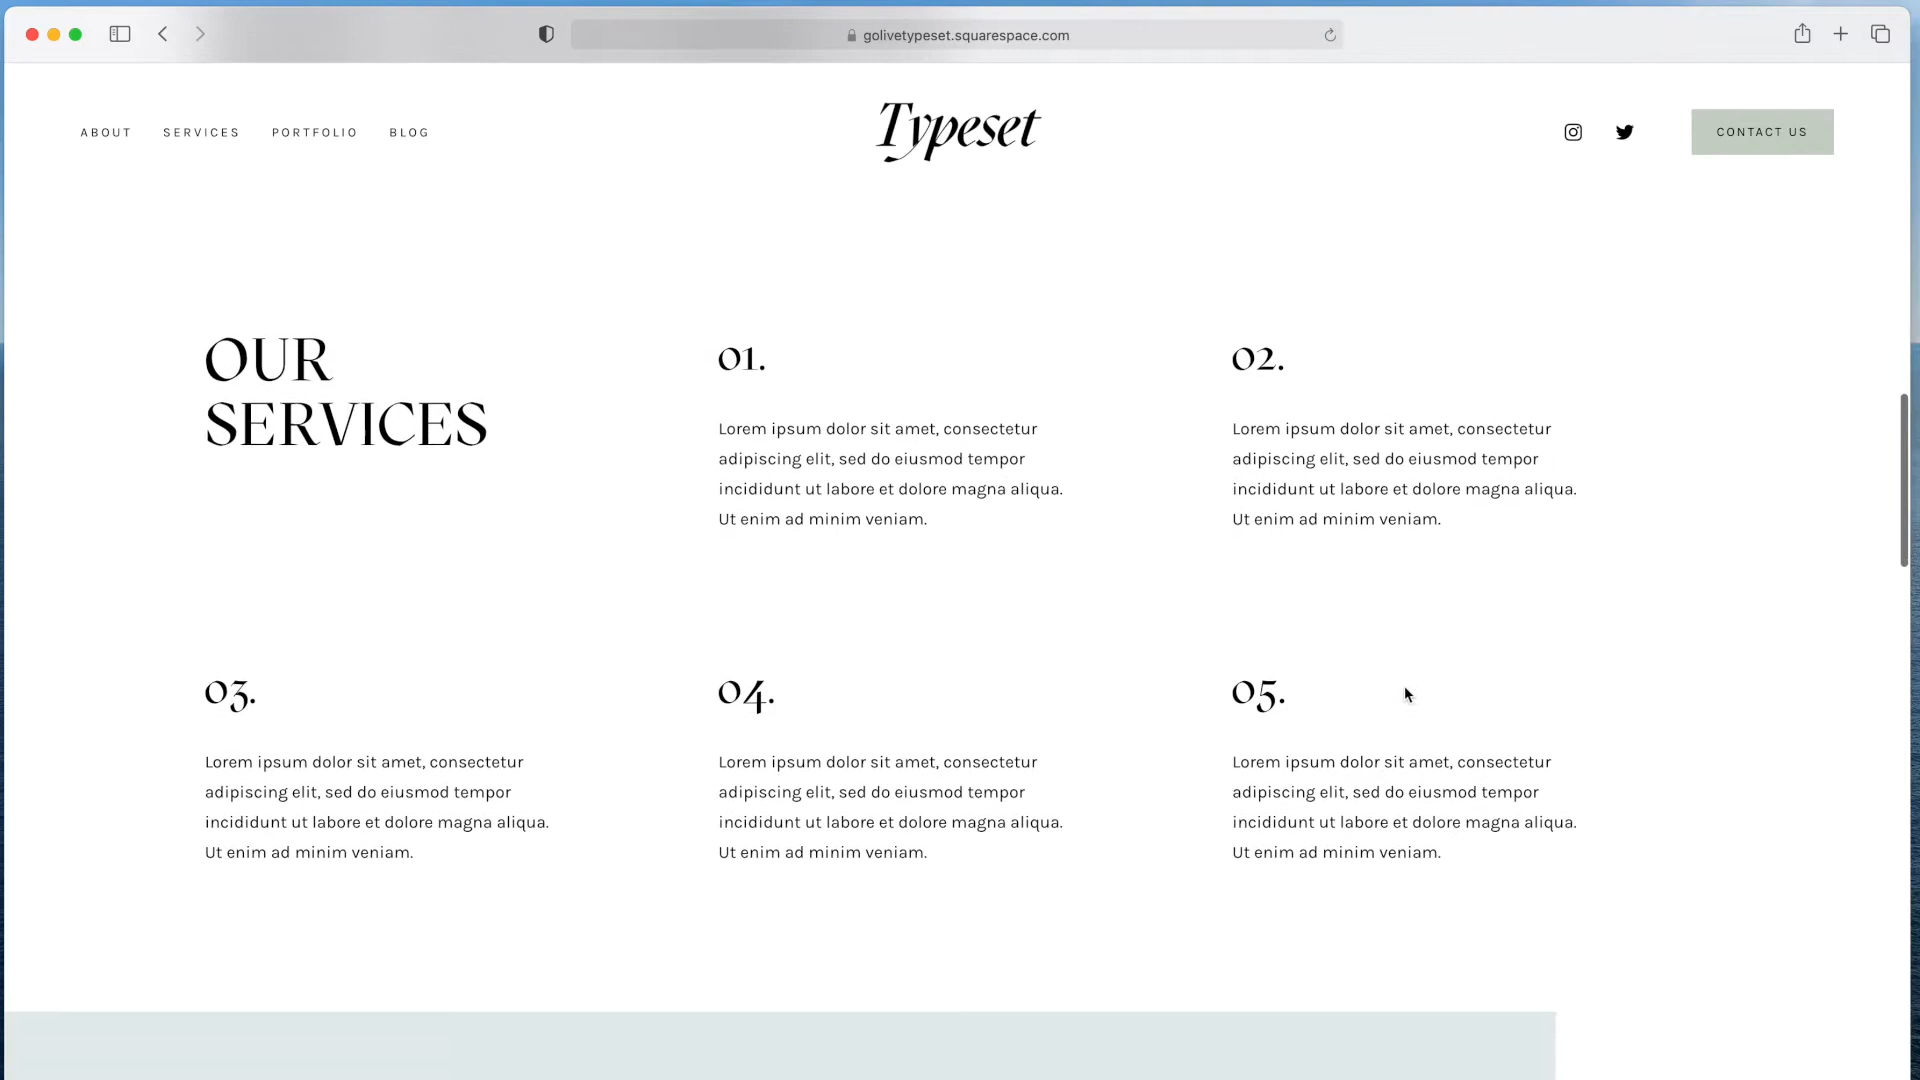 golivetypeset.squarespace.com
ABOUT SERVICES PORTFOLIO BLOG
Typeset
CONTACT US
OUR
SERVICES
01.
Lorem ipsum dolor sit amet, consectetur
adipiscing elit, sed do eiusmod tempor
incididunt ut labore et dolore magna aliqua.
Ut enim ad minim veniam.
02.
Lorem ipsum dolor sit amet, consectetur
adipiscing elit, sed do eiusmod tempor
incididunt ut labore et dolore magna aliqua.
Ut enim ad minim veniam.
03.
Lorem ipsum dolor sit amet, consectetur
adipiscing elit, sed do eiusmod tempor
incididunt ut labore et dolore magna aliqua.
Ut enim ad minim veniam.
04.
Lorem ipsum dolor sit amet, consectetur
adipiscing elit, sed do eiusmod tempor
incididunt ut labore et dolore magna aliqua.
Ut enim ad minim veniam.
05.
Lorem ipsum dolor sit amet, consectetur
adipiscing elit, sed do eiusmod tempor
incididunt ut labore et dolore magna aliqua.
Ut enim ad minim veniam.